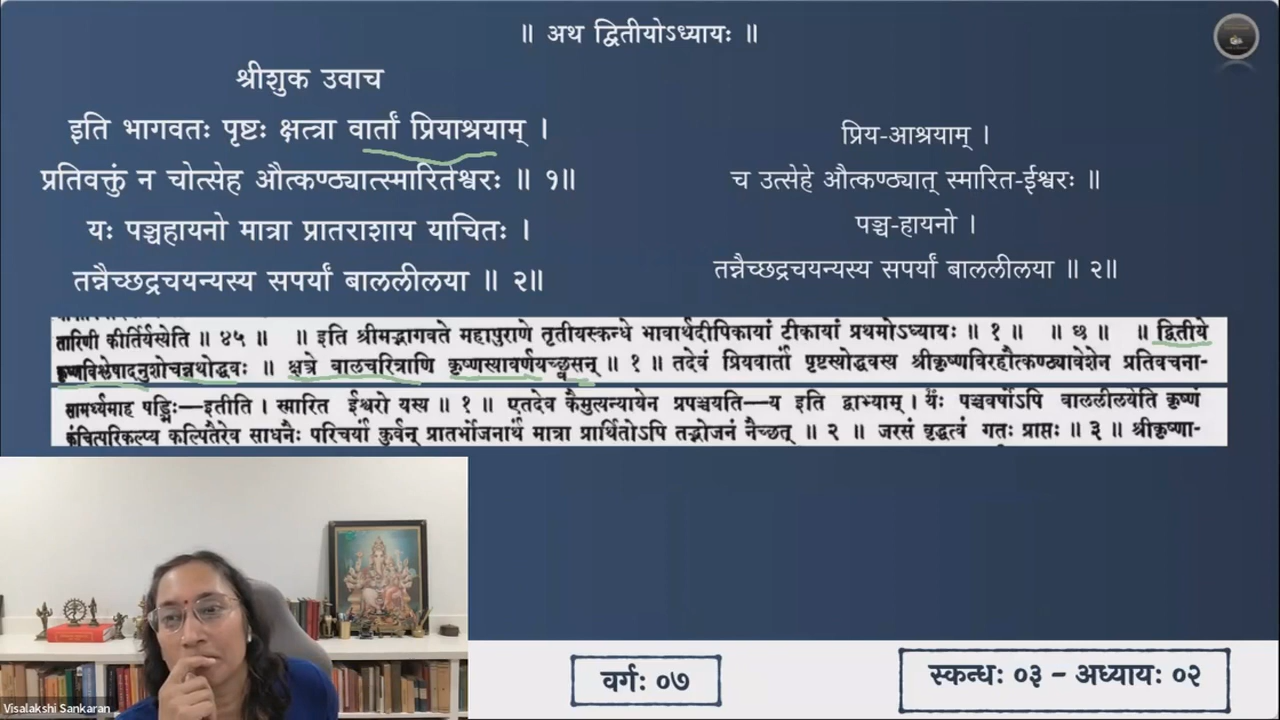 ॥ अथ द्वितीयोऽध्यायः ॥
श्रीशुक उवाच
इति भागवतः पृष्टः क्षत्त्रा वार्तां प्रियाश्रयाम् ।
प्रतिवक्तुं न चोत्सेह औत्कण्ठ्यात्स्मारितेश्वरः ॥ १॥
यः पञ्चहायनो मात्रा प्रातराशाय याचितः ।
तन्नैच्छद्रचयन्यस्य सपर्यां बाललीलया ॥ २॥
प्रिय-आश्रयाम् ।
च उत्सेहे औत्कण्ठ्यात् स्मारित-ईश्वरः ॥
पञ्च-हायनो ।
तन्नैच्छद्रचयन्यस्य सपर्यां बाललीलया ॥ २॥
तारिणी कीर्तिर्यस्येति ॥ ४५ ॥ ॥ इति श्रीमद्भागवते महापुराणे तृतीयस्कन्धे भावार्थदीपिकायां टीकायां प्रथमोऽध्यायः ॥ १ ॥ ॥ छ ॥ ॥ द्वितीये
कृष्णविश्लेषादनुशोचन्नथोद्धवः ॥ क्षत्रे बालचरित्राणि कृष्णस्यावर्णयच्छ्वसन् ॥ १ ॥ तदेवं प्रियवार्तां पृष्टस्योद्धवस्य श्रीकृष्णविरहौत्कण्ठ्यावेशेन प्रतिवचना-
सामर्थ्यमाह षड्भिः—इतीति । स्मारित ईश्वरो यस्य ॥ १ ॥ एतदेव कैमुत्यन्यायेन प्रपञ्चयति—य इति द्वाभ्याम् । यः पञ्चवर्षोऽपि बाललीलयेति कृष्णं
कंचित्परिकल्प्य कल्पितैरेव साधनैः परिचर्यां कुर्वन् प्रातर्भोजनार्थं मात्रा प्रार्थितोऽपि तद्भोजनं नैच्छत् ॥ २ ॥ जरसं वृद्धत्वं गतः प्राप्तः ॥ ३ ॥ श्रीकृष्णा-
Visalakshi Sankaran
वर्गः ०७
स्कन्धः ०३ - अध्यायः ०२